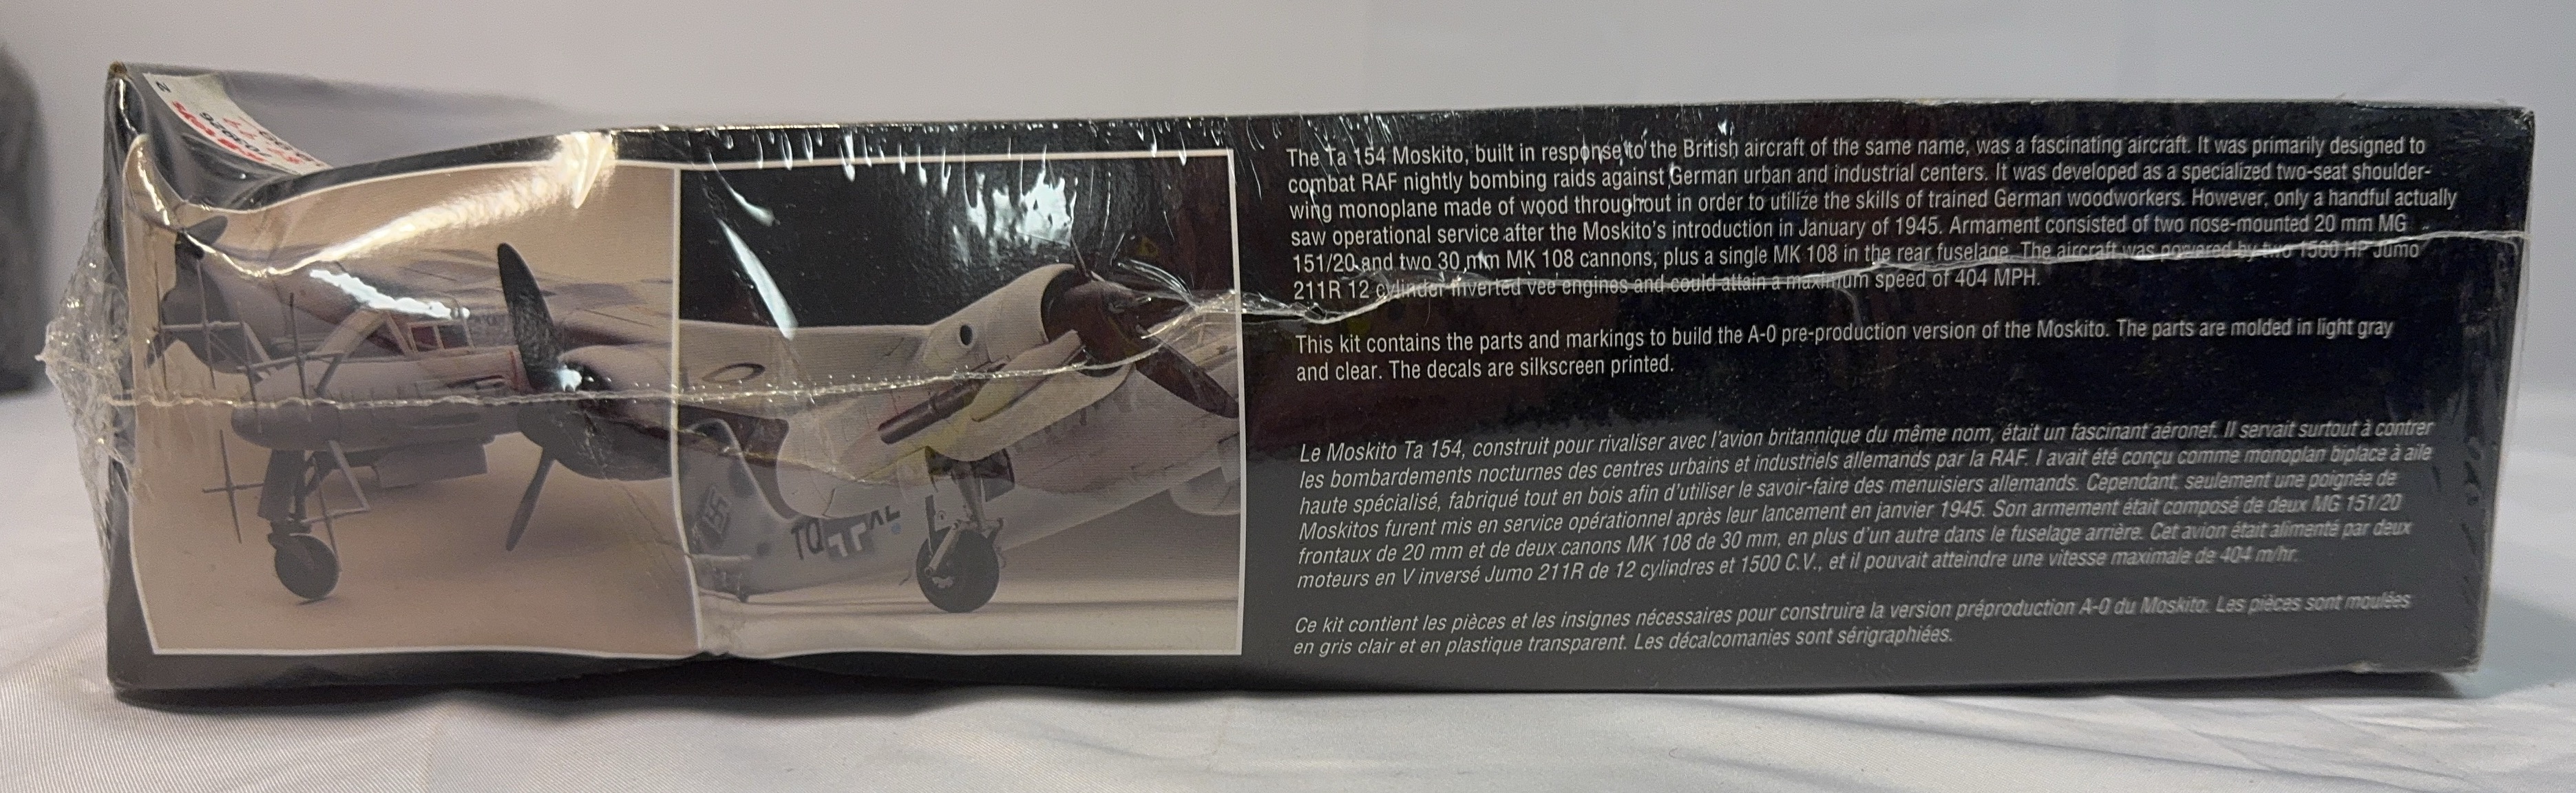 TQ XE
The Ta 154 Moskito, built in response to the British aircraft of the same name, was a fascinating aircraft. It was primarily designed to
combat RAF nightly bombing raids against German urban and industrial centers. It was developed as a specialized two-seat shoulder-
wing monoplane made of wood throughout in order to utilize the skills of trained German woodworkers. However, only a handful actually
saw operational service after the Moskito's introduction in January of 1945. Armament consisted of two nose-mounted 20 mm MG
151/20 and two 30 mm MK 108 cannons, plus a single MK 108 in the rear fuselage. The aircraft was powered by two 1500 HP Jumo
211R 12 cylinder inverted vee engines and could attain a maximum speed of 404 MPH.
This kit contains the parts and markings to build the A-0 pre-production version of the Moskito. The parts are molded in light gray
and clear. The decals are silkscreen printed.
Le Moskito Ta 154, construit pour rivaliser avec l'avion britannique du même nom, était un fascinant aéronef. Il servait surtout à contrer
les bombardements nocturnes des centres urbains et industriels allemands par la RAF. I avait été conçu comme monoplan biplace à aile
haute spécialisé, fabriqué tout en bois afin d'utiliser le savoir-faire des menuisiers allemands. Cependant, seulement une poignée de
Moskitos furent mis en service opérationnel après leur lancement en janvier 1945. Son armement était composé de deux MG 151/20
frontaux de 20 mm et de deux canons MK 108 de 30 mm, en plus d'un autre dans le fuselage arrière. Cet avion était alimenté par deux
moteurs en V inversé Jumo 211R de 12 cylindres et 1500 C.V., et il pouvait atteindre une vitesse maximale de 404 m/hr.
Ce kit contient les pièces et les insignes nécessaires pour construire la version préproduction A-0 du Moskito. Les pièces sont moulées
en gris clair et en plastique transparent. Les décalcomanies sont sérigraphiées.